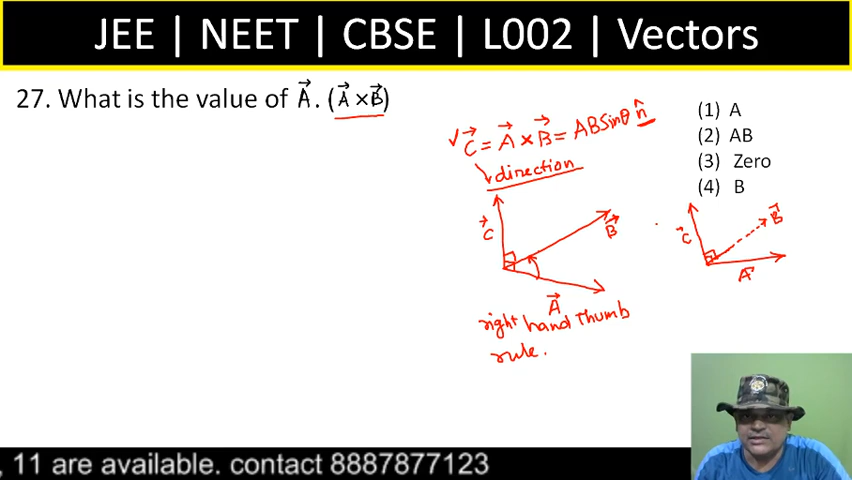 JEE | NEET | CBSE | L002 | Vectors
27. What is the value of A⃗ . (A⃗ ×B⃗)
(1) A
(2) AB
(3) Zero
(4) B
✓ C⃗ = A⃗ × B⃗ = ABSinθ n̂
direction
C⃗
B⃗
A⃗
right hand thumb
rule.
C⃗
B⃗
A⃗
, 11 are available. contact 8887877123